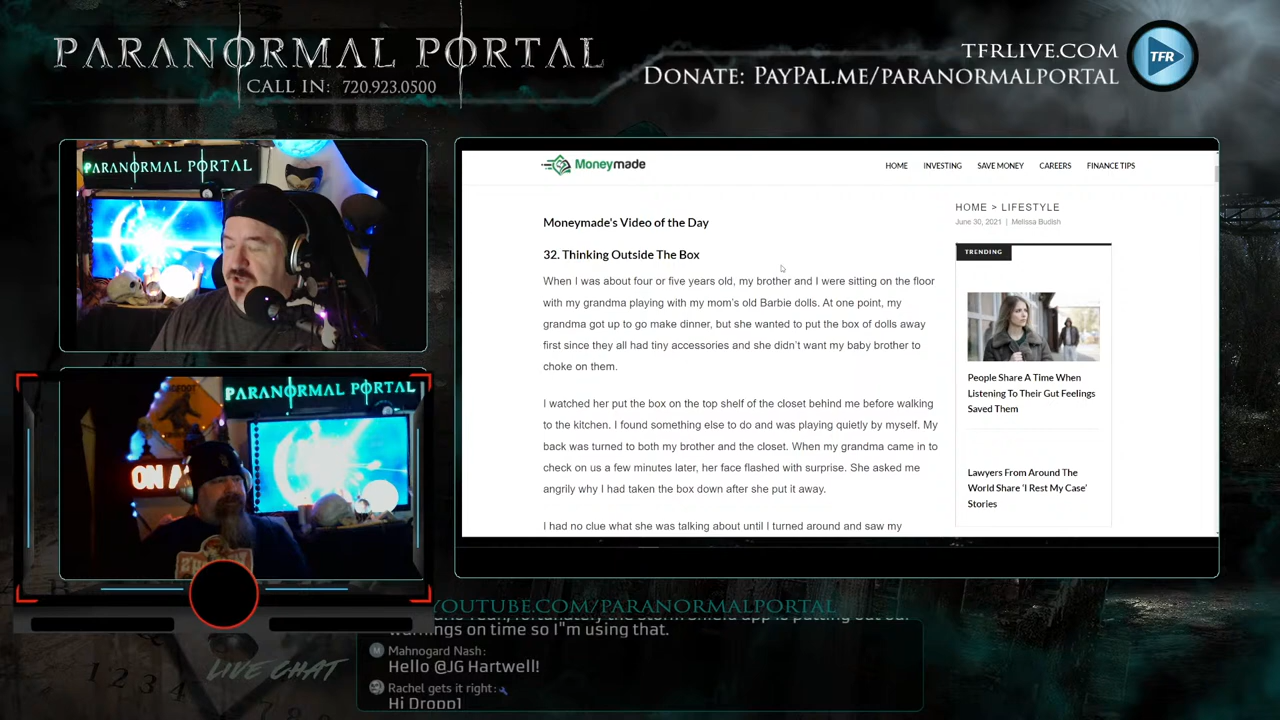 PARANORMAL PORTAL
CALL IN: 720.923.0500
TFRLIVE.COM
DONATE: PAYPAL.ME/PARANORMALPORTAL
TFR
PARANORMAL PORTAL
PARANORMAL PORTAL
ON A
Moneymade
HOME INVESTING SAVE MONEY CAREERS FINANCE TIPS
Moneymade's Video of the Day
32. Thinking Outside The Box
When I was about four or five years old, my brother and I were sitting on the floor
with my grandma playing with my mom's old Barbie dolls. At one point, my
grandma got up to go make dinner, but she wanted to put the box of dolls away
first since they all had tiny accessories and she didn't want my baby brother to
choke on them.
I watched her put the box on the top shelf of the closet behind me before walking
to the kitchen. I found something else to do and was playing quietly by myself. My
back was turned to both my brother and the closet. When my grandma came in to
check on us a few minutes later, her face flashed with surprise. She asked me
angrily why I had taken the box down after she put it away.
I had no clue what she was talking about until I turned around and saw my
HOME > LIFESTYLE
June 30, 2021 | Melissa Budish
TRENDING
People Share A Time When
Listening To Their Gut Feelings
Saved Them
Lawyers From Around The
World Share 'I Rest My Case'
Stories
YOUTUBE.COM/PARANORMALPORTAL
warnings on time so I"m using that.
Mahnogard Nash:
Hello @JG Hartwell!
Rachel gets it right:
Hi Dropp1
LIVE CHAT
1 2 3 4